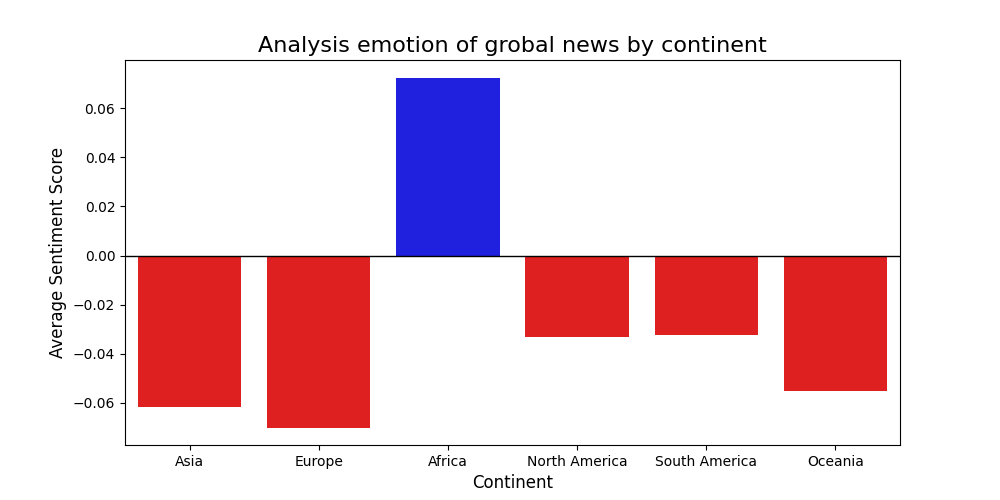 Analysis emotion of grobal news by continent
Average Sentiment Score
0.06
0.04
0.02
0.00
−0.02
−0.04
−0.06
Asia Europe Africa North America South America Oceania
Continent